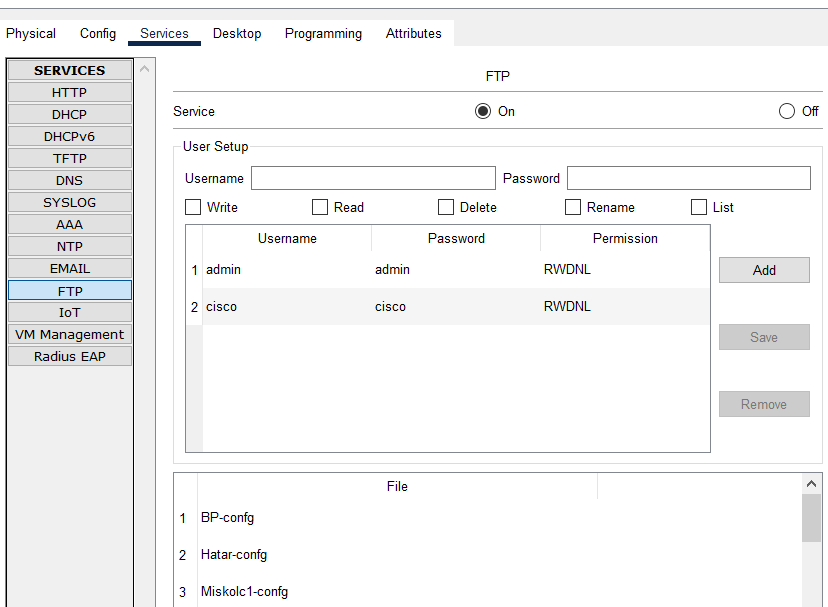 Physical Config Services Desktop Programming Attributes
SERVICES
HTTP
DHCP
DHCPv6
TFTP
DNS
SYSLOG
AAA
NTP
EMAIL
FTP
IoT
VM Management
Radius EAP
FTP
Service On Off
User Setup
Username Password
Write Read Delete Rename List
Username Password Permission
1 admin admin RWDNL
2 cisco cisco RWDNL
Add
Save
Remove
File
1 BP-confg
2 Hatar-confg
3 Miskolc1-confg